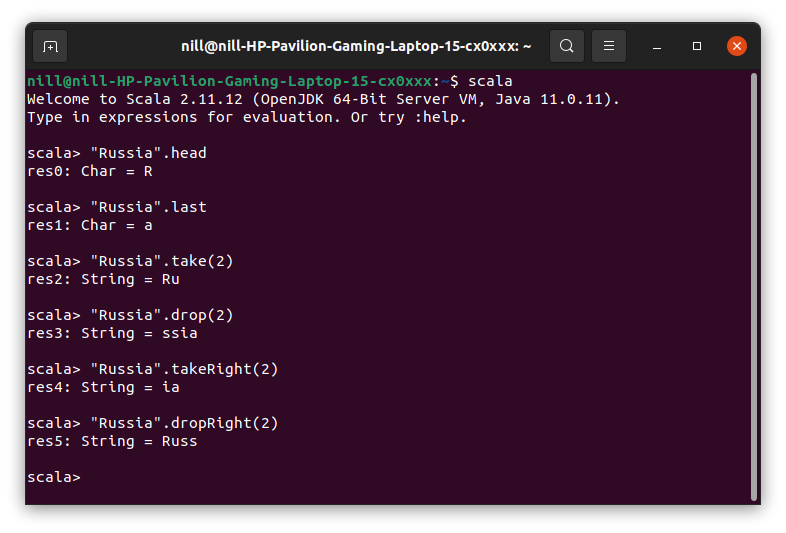 nill@nill-HP-Pavilion-Gaming-Laptop-15-cx0xxx: ~
nill@nill-HP-Pavilion-Gaming-Laptop-15-cx0xxx:~$ scala
Welcome to Scala 2.11.12 (OpenJDK 64-Bit Server VM, Java 11.0.11).
Type in expressions for evaluation. Or try :help.
scala> "Russia".head
res0: Char = R
scala> "Russia".last
res1: Char = a
scala> "Russia".take(2)
res2: String = Ru
scala> "Russia".drop(2)
res3: String = ssia
scala> "Russia".takeRight(2)
res4: String = ia
scala> "Russia".dropRight(2)
res5: String = Russ
scala>